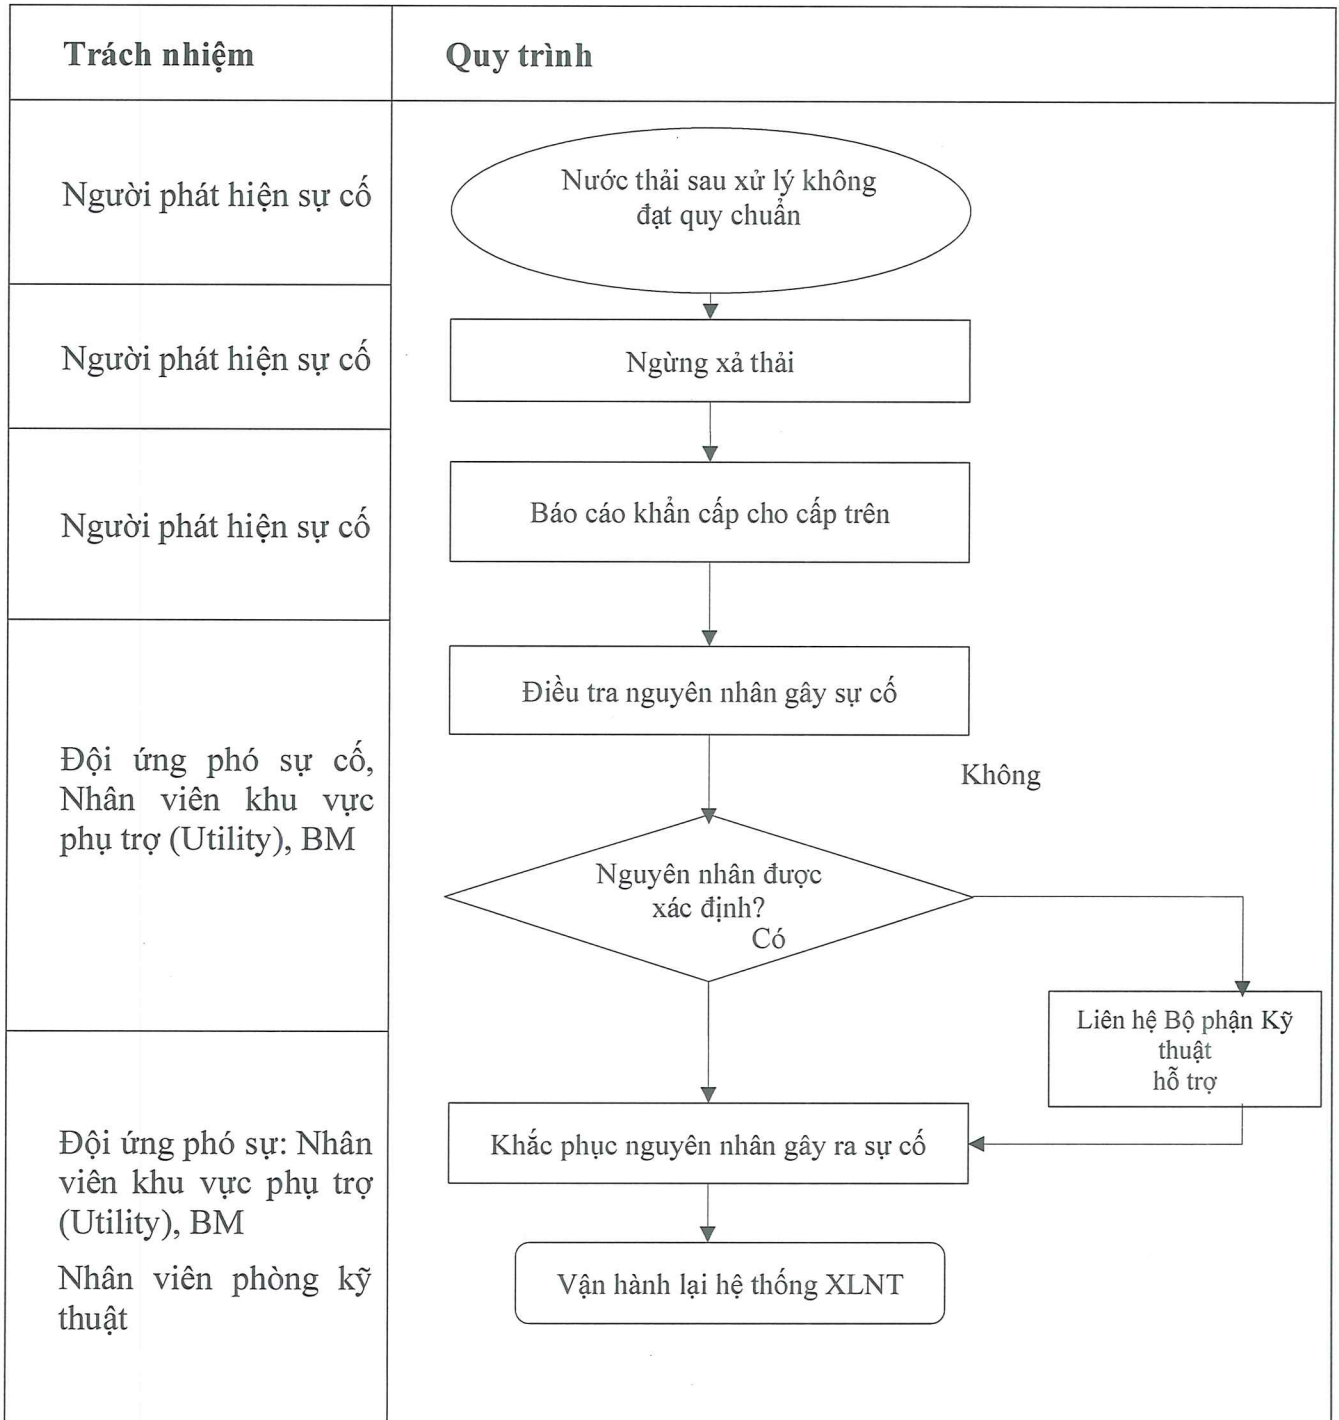 Trách nhiệm
Quy trình
Người phát hiện sự cố
Nước thải sau xử lý không
đạt quy chuẩn
Người phát hiện sự cố
Ngừng xả thải
Người phát hiện sự cố
Báo cáo khẩn cấp cho cấp trên
Đội ứng phó sự cố,
Nhân viên khu vực
phụ trợ (Utility), BM
Điều tra nguyên nhân gây sự cố
Không
Nguyên nhân được
xác định?
Có
Liên hệ Bộ phận Kỹ
thuật
hỗ trợ
Đội ứng phó sự: Nhân
viên khu vực phụ trợ
(Utility), BM
Nhân viên phòng kỹ
thuật
Khắc phục nguyên nhân gây ra sự cố
Vận hành lại hệ thống XLNT